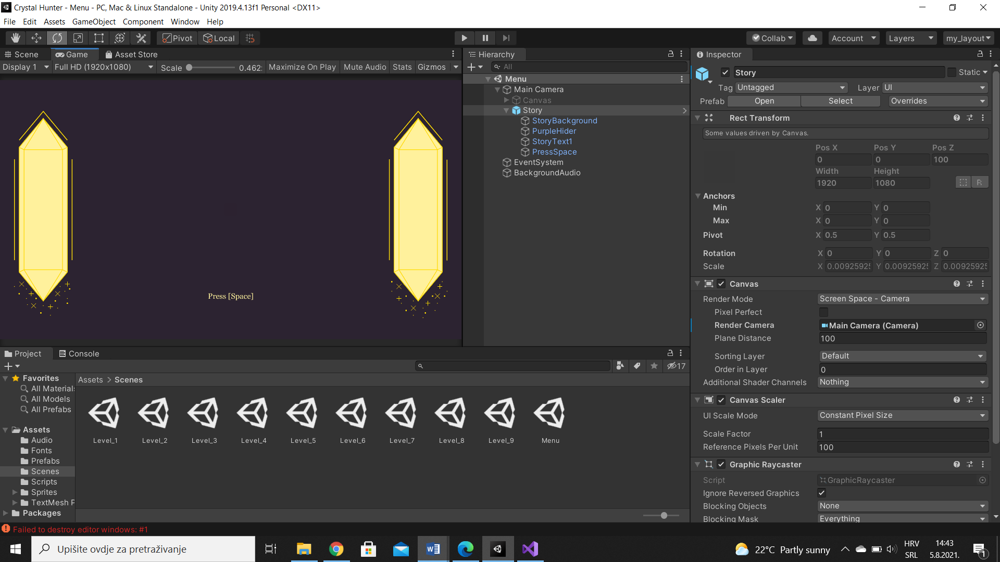 Crystal Hunter - Menu - PC, Mac & Linux Standalone - Unity 2019.4.13f1 Personal <DX11>
File Edit Assets GameObject Component Window Help
Pivot Local Collab Account Layers my_layout
Scene Game Asset Store
Display 1 Full HD (1920x1080) Scale 0.462: Maximize On Play Mute Audio Stats Gizmos
Press [Space]
Hierarchy
All
Menu
Main Camera
Canvas
Story
StoryBackground
PurpleHider
StoryText1
PressSpace
EventSystem
BackgroundAudio
Inspector
Story Static
Tag Untagged Layer UI
Prefab Open Select Overrides
Rect Transform
Some values driven by Canvas.
Pos X Pos Y Pos Z
0 0 100
Width Height
1920 1080 R
Anchors
Min X 0 Y 0
Max X 0 Y 0
Pivot X 0.5 Y 0.5
Rotation X 0 Y 0 Z 0
Scale X 0.00925925 Y 0.00925925 Z 0.00925925
Canvas
Render Mode Screen Space - Camera
Pixel Perfect
Render Camera Main Camera (Camera)
Plane Distance 100
Sorting Layer Default
Order in Layer 0
Additional Shader Channels Nothing
Canvas Scaler
UI Scale Mode Constant Pixel Size
Scale Factor 1
Reference Pixels Per Unit 100
Graphic Raycaster
Script GraphicRaycaster
Ignore Reversed Graphics
Blocking Objects None
Blocking Mask Everything
Project Console
17
Favorites
All Materials
All Models
All Prefabs
Assets
Audio
Fonts
Prefabs
Scenes
Scripts
Sprites
TextMesh P
Packages
Assets > Scenes
Level_1 Level_2 Level_3 Level_4 Level_5 Level_6 Level_7 Level_8 Level_9 Menu
Failed to destroy editor windows: #1
Upišite ovdje za pretraživanje
22°C Partly sunny
HRV
SRL
14:43
5.8.2021.
1